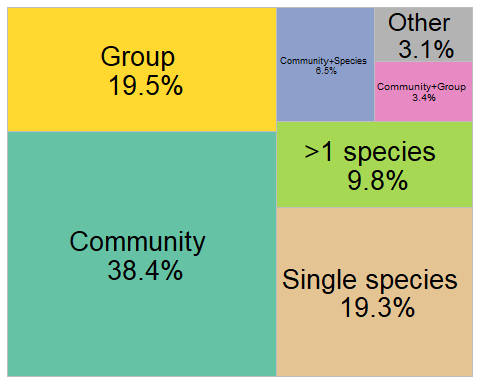 Group
19.5%
Community+Species
6.5%
Other
3.1%
Community+Group
3.4%
>1 species
9.8%
Community
38.4%
Single species
19.3%